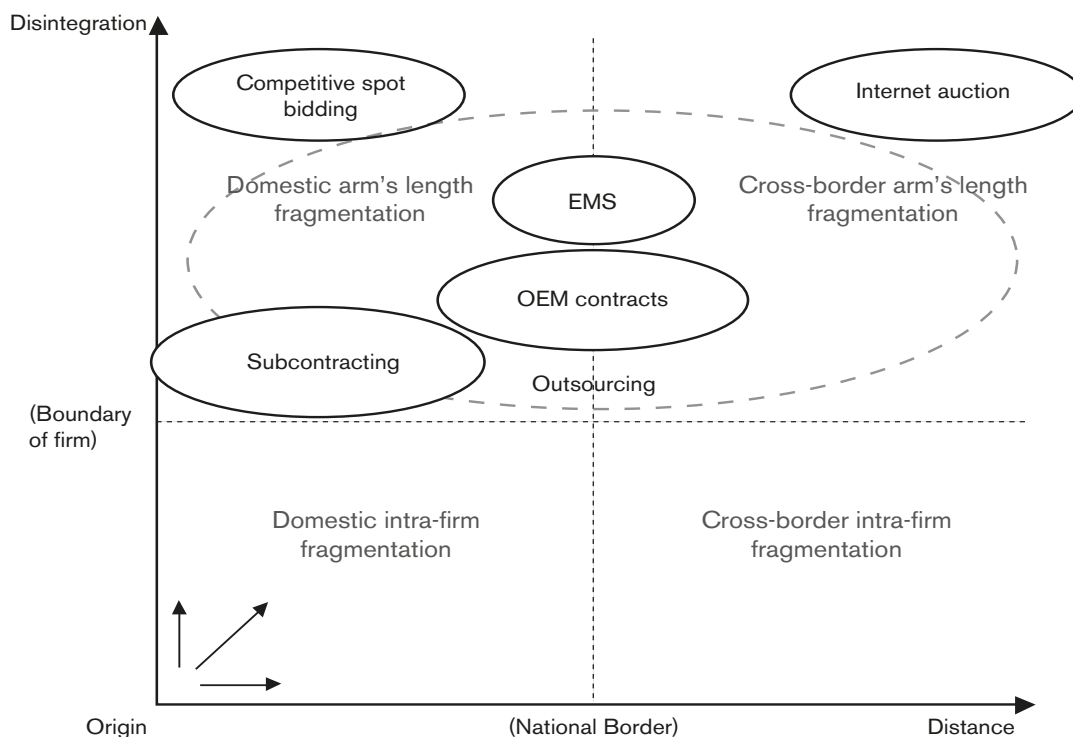 Disintegration
Competitive spot
bidding
Internet auction
Domestic arm's length
fragmentation
EMS
Cross-border arm's length
fragmentation
OEM contracts
Subcontracting
Outsourcing
(Boundary
of firm)
Domestic intra-firm
fragmentation
Cross-border intra-firm
fragmentation
Origin
(National Border)
Distance